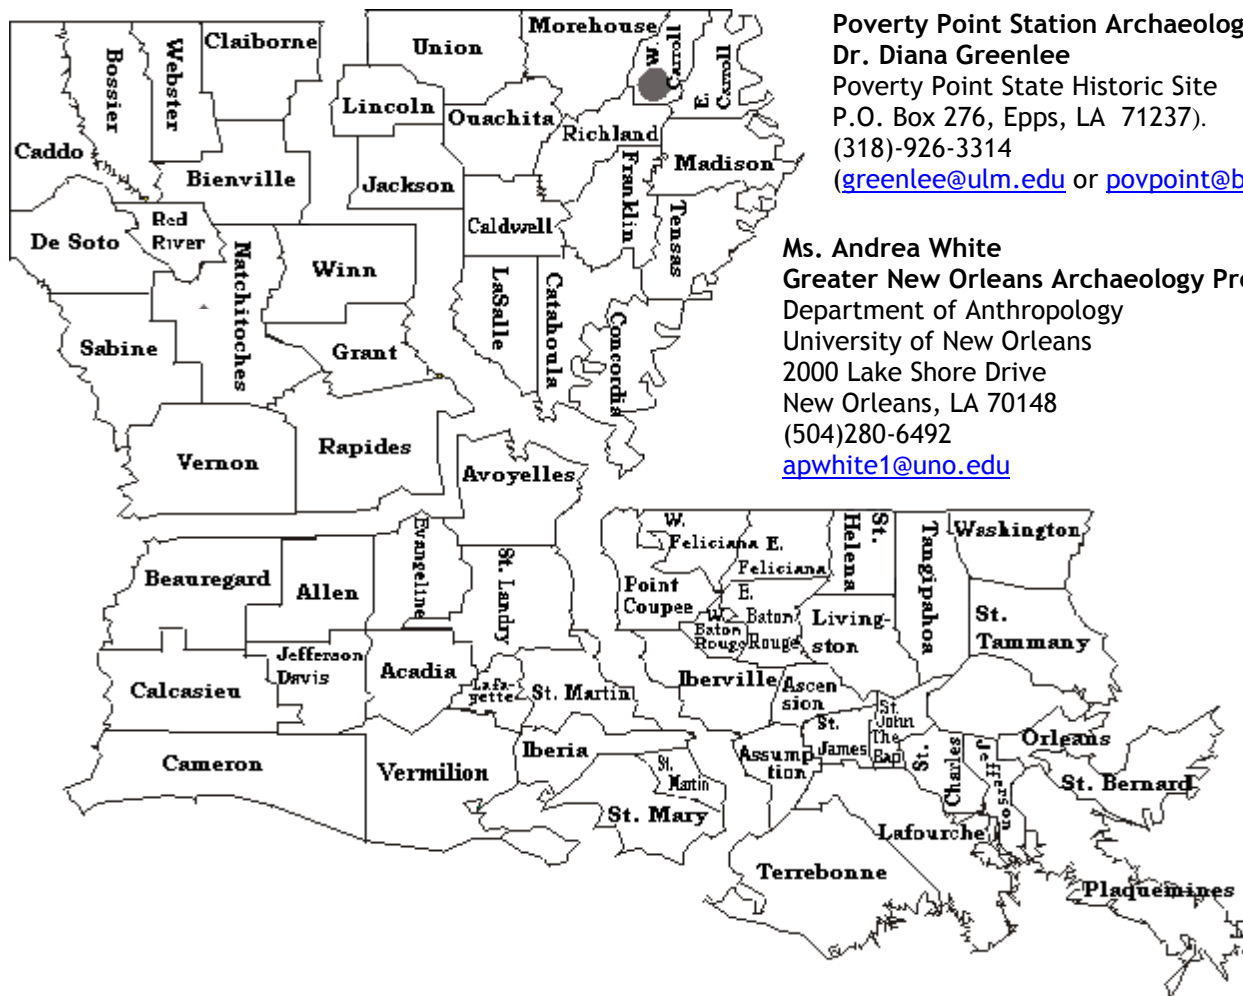 Poverty Point Station Archaeolog
Dr. Diana Greenlee
Poverty Point State Historic Site
P.O. Box 276, Epps, LA  71237).
(318)-926-3314
(greenlee@ulm.edu or povpoint@b
Ms. Andrea White
Greater New Orleans Archaeology Pro
Department of Anthropology
University of New Orleans
2000 Lake Shore Drive
New Orleans, LA 70148
(504)280-6492
apwhite1@uno.edu
Caddo
Bossier
Webster
Claiborne
Union
Morehouse
W.
Carroll
E.
Carroll
Lincoln
Ouachita
Richland
Madison
Bienville
Jackson
Franklin
Tensas
De Soto
Red
River
Natchitoches
Winn
Caldwell
LaSalle
Catahoula
Concordia
Sabine
Grant
Vernon
Rapides
Avoyelles
Beauregard
Allen
Evangeline
St. Landry
W.
Feliciana
E.
Feliciana
St.
Helena
Tangipahoa
Washington
Point
Coupee
E.
Baton
Rouge
W.
Baton
Rouge
Living-
ston
St.
Tammany
Calcasieu
Jefferson
Davis
Acadia
Lafa-
yette
St. Martin
Iberville
Ascen
sion
Cameron
Vermilion
Iberia
St.
Martin
St. Mary
Assump
tion
St.
James
St.
John
The
Bap
St.
Charles
Jefferson
Orleans
St. Bernard
Lafourche
Terrebonne
Plaquemines